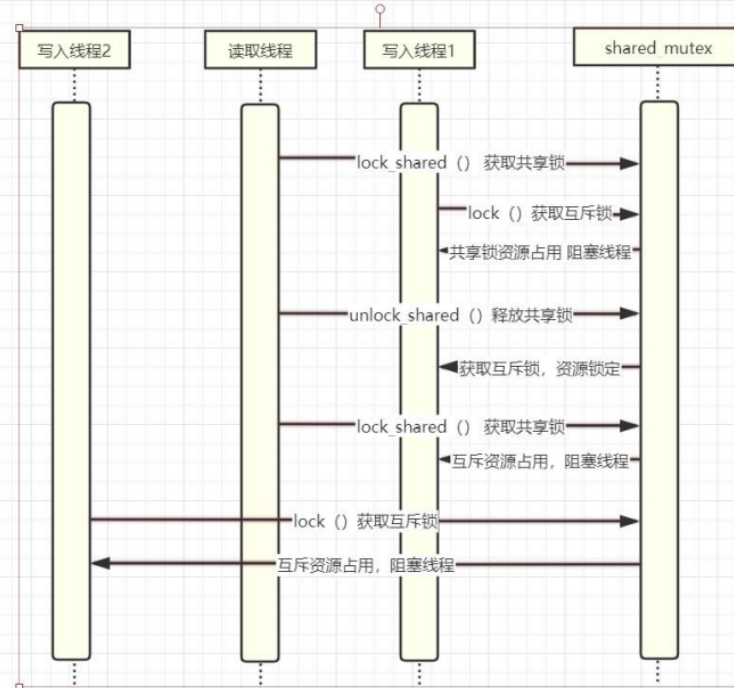 写入线程2
读取线程
写入线程1
shared_mutex
lock_shared（） 获取共享锁
lock（）获取互斥锁
共享锁资源占用 阻塞线程
unlock_shared（）释放共享锁
获取互斥锁，资源锁定
lock_shared（） 获取共享锁
互斥资源占用，阻塞线程
lock（）获取互斥锁
互斥资源占用，阻塞线程